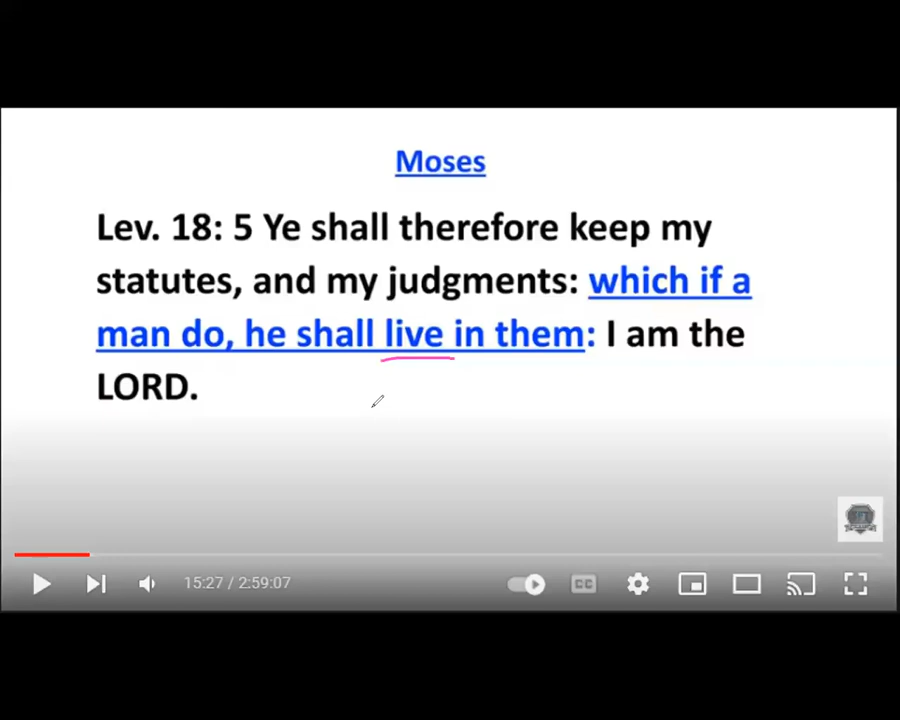 Moses
Lev. 18: 5 Ye shall therefore keep my
statutes, and my judgments: which if a
man do, he shall live in them: I am the
LORD.
15:27 / 2:59:07
CC